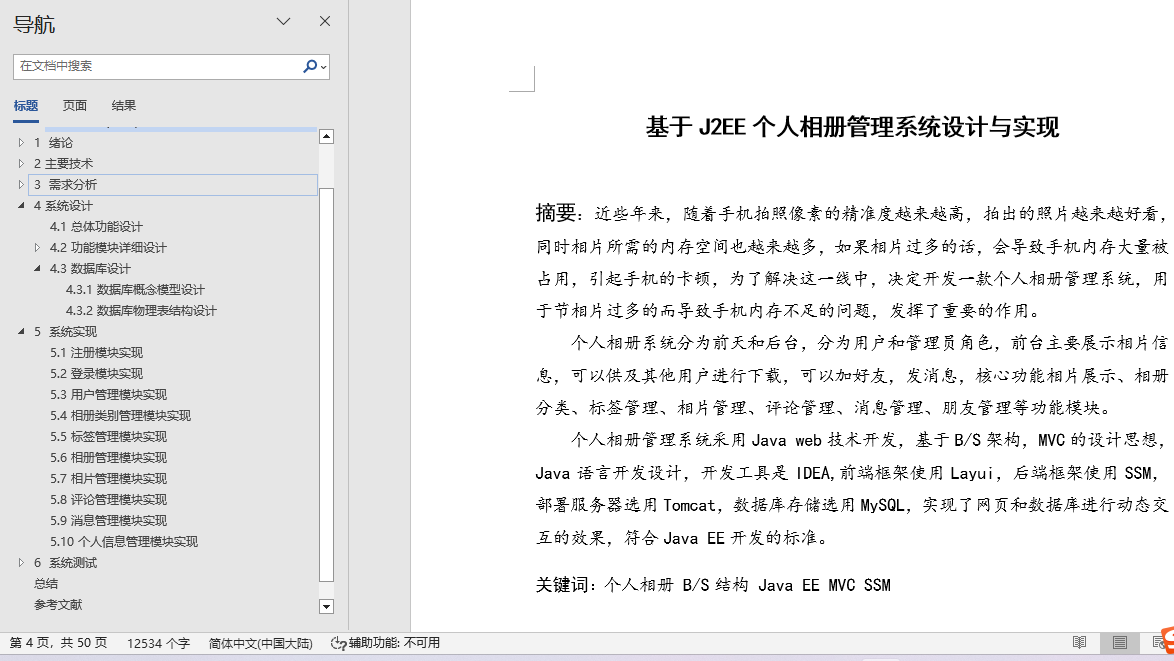 导航
在文档中搜索
标题 页面 结果
1 绪论
2 主要技术
3 需求分析
4 系统设计
4.1 总体功能设计
4.2 功能模块详细设计
4.3 数据库设计
4.3.1 数据库概念模型设计
4.3.2 数据库物理表结构设计
5 系统实现
5.1 注册模块实现
5.2 登录模块实现
5.3 用户管理模块实现
5.4 相册类别管理模块实现
5.5 标签管理模块实现
5.6 相册管理模块实现
5.7 相片管理模块实现
5.8 评论管理模块实现
5.9 消息管理模块实现
5.10 个人信息管理模块实现
6 系统测试
总结
参考文献
基于 J2EE 个人相册管理系统设计与实现
摘要：近些年来，随着手机拍照像素的精准度越来越高，拍出的照片越来越好看，
同时相片所需的内存空间也越来越多，如果相片过多的话，会导致手机内存大量被
占用，引起手机的卡顿，为了解决这一线中，决定开发一款个人相册管理系统，用
于节相片过多的而导致手机内存不足的问题，发挥了重要的作用。
个人相册系统分为前天和后台，分为用户和管理员角色，前台主要展示相片信
息，可以供及其他用户进行下载，可以加好友，发消息，核心功能相片展示、相册
分类、标签管理、相片管理、评论管理、消息管理、朋友管理等功能模块。
个人相册管理系统采用 Java web 技术开发，基于 B/S 架构，MVC 的设计思想，
Java 语言开发设计，开发工具是 IDEA,前端框架使用 Layui，后端框架使用 SSM，
部署服务器选用 Tomcat，数据库存储选用 MySQL，实现了网页和数据库进行动态交
互的效果，符合 Java EE 开发的标准。
关键词：个人相册 B/S 结构 Java EE MVC SSM
第 4 页，共 50 页 12534 个字 简体中文(中国大陆) 辅助功能: 不可用